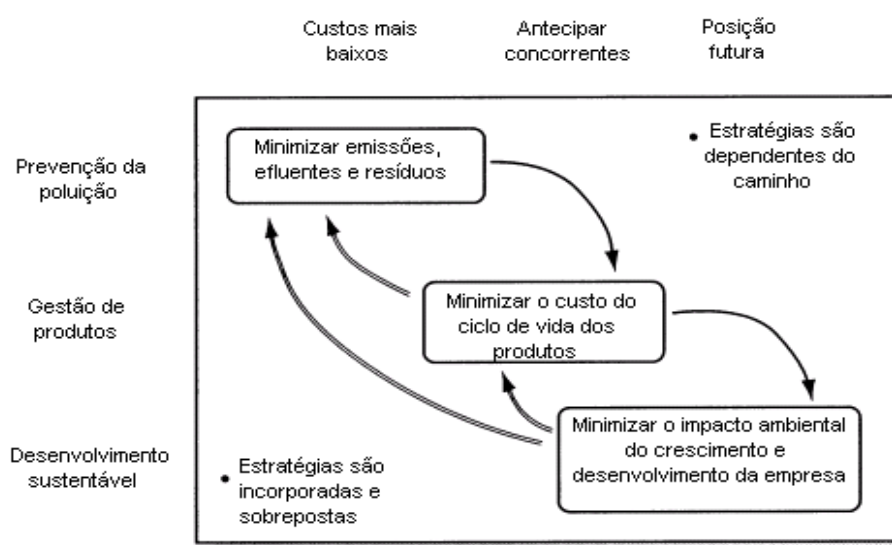 Custos mais
baixos
Antecipar
concorrentes
Posição
futura
Prevenção da
poluição
Minimizar emissões,
efluentes e resíduos
• Estratégias são
dependentes do
caminho
Gestão de
produtos
Minimizar o custo do
ciclo de vida dos
produtos
Desenvolvimento
sustentável
Minimizar o impacto ambiental
do crescimento e
desenvolvimento da empresa
• Estratégias são
incorporadas e
sobrepostas